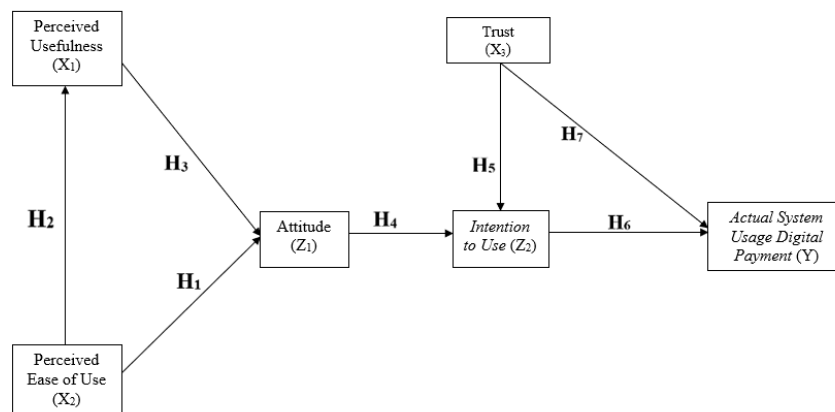 Perceived
Usefulness
(X₁)
Trust
(X₃)
H₃
H₇
H₅
H₂
Attitude
(Z₁)
H₄
Intention
to Use (Z₂)
H₆
Actual System
Usage Digital
Payment (Y)
H₁
Perceived
Ease of Use
(X₂)